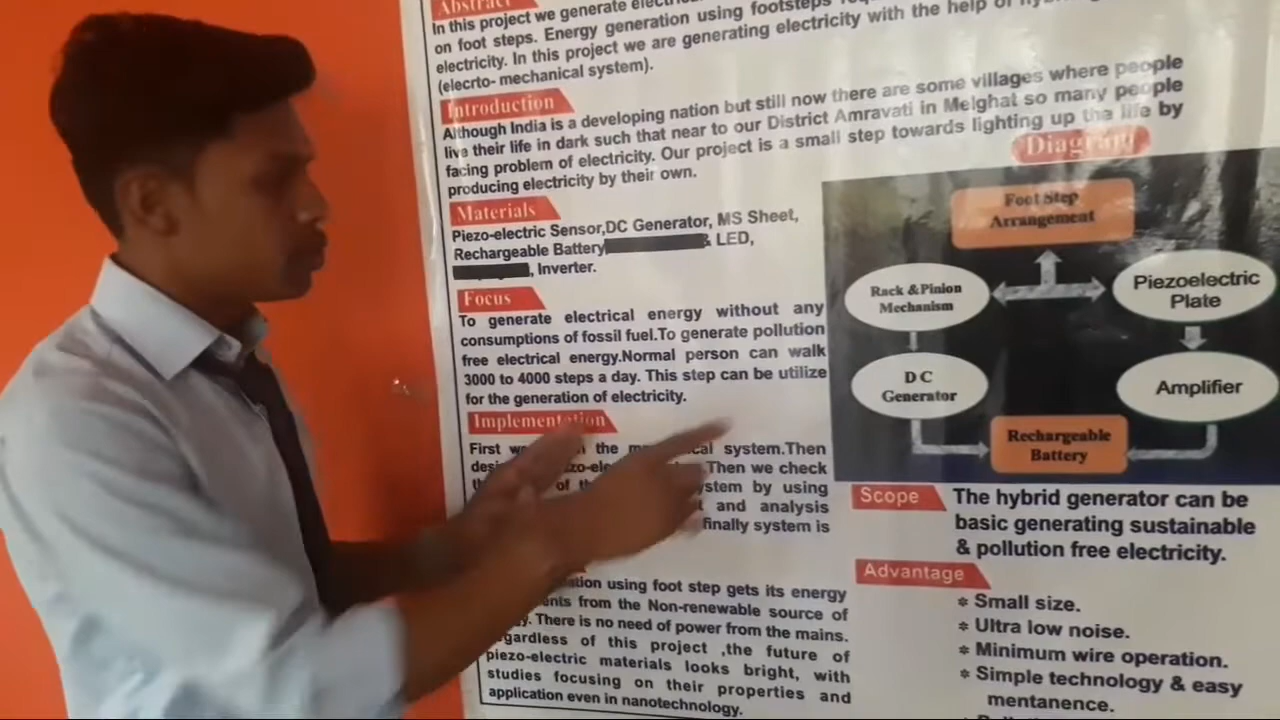 Abstract
In this project we generate
on foot steps. Energy generation using footsteps
electricity. In this project we are generating electricity with the help of
(elecrto- mechanical system).
Introduction
Although India is a developing nation but still now there are some villages where people
live their life in dark such that near to our District Amravati in Melghat so many people
facing problem of electricity. Our project is a small step towards lighting up the life by
producing electricity by their own.
Materials
Piezo-electric Sensor,DC Generator, MS Sheet,
Rechargeable Battery & LED,
, Inverter.
Focus
To generate electrical energy without any
consumptions of fossil fuel.To generate pollution
free electrical energy.Normal person can walk
3000 to 4000 steps a day. This step can be utilize
for the generation of electricity.
Implementation
First the system.Then
Then we check
of system by using
and analysis
finally system is
using foot step gets its energy
from the Non-renewable source of
There is no need of power from the mains.
of this project ,the future of
piezo-electric materials looks bright, with
studies focusing on their properties and
application even in nanotechnology.
Diagram
Foot Step
Arrangement
Rack & Pinion
Mechanism
Piezoelectric
Plate
D C
Generator
Amplifier
Rechargeable
Battery
Scope
The hybrid generator can be
basic generating sustainable
& pollution free electricity.
Advantage
* Small size.
* Ultra low noise.
* Minimum wire operation.
* Simple technology & easy
mentanence.